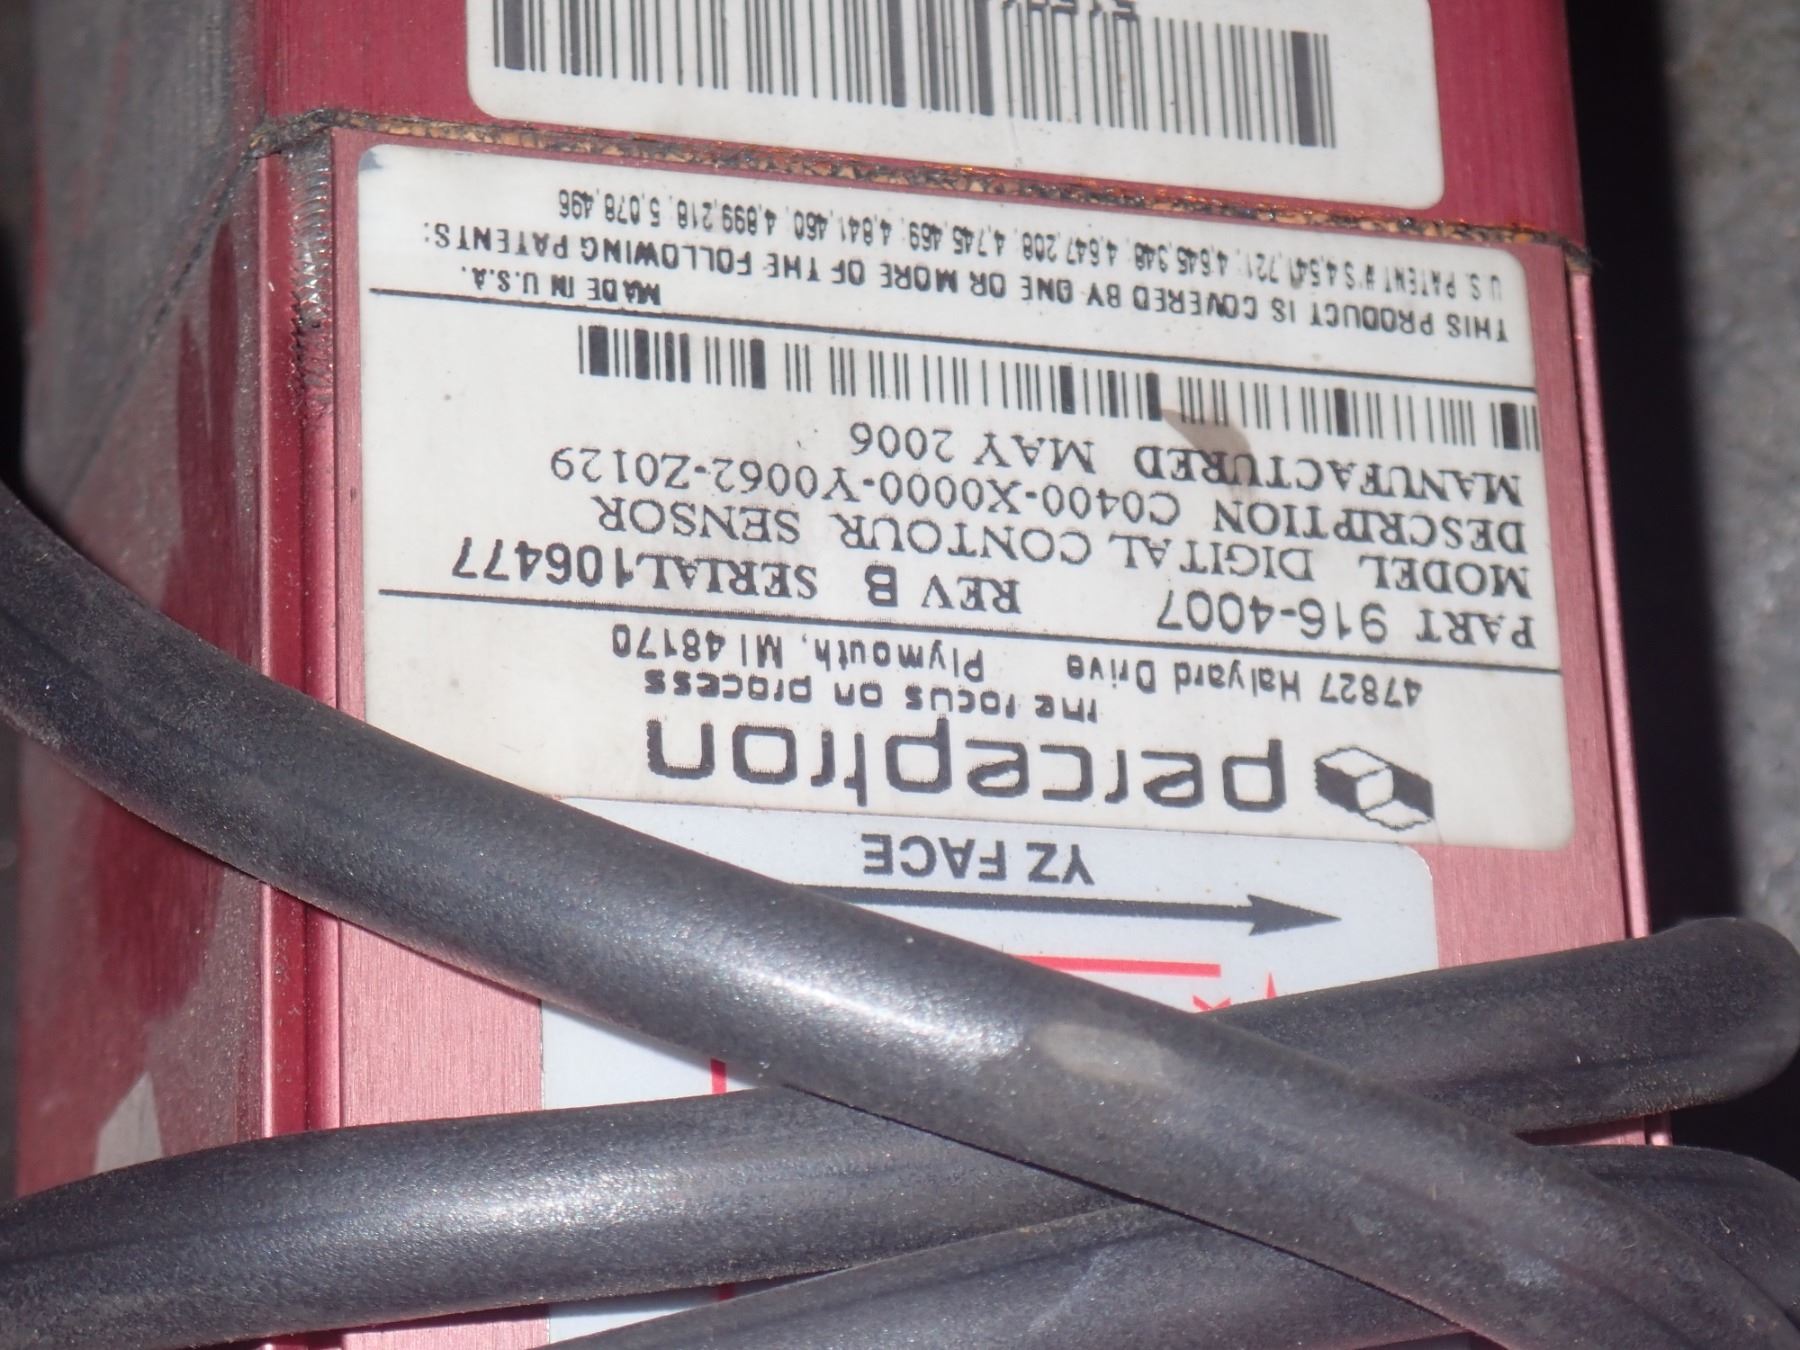 YZ FACE
perceptron
the focus on process
47827 Halyard Drive Plymouth, MI 48170
PART 916-4007 REV B SERIAL106477
MODEL DIGITAL CONTOUR SENSOR
DESCRIPTION C0400-X0000-Y0062-Z0129
MANUFACTURED MAY 2006
MADE IN U.S.A.
THIS PRODUCT IS COVERED BY ONE OR MORE OF THE FOLLOWING PATENTS:
U.S. PATENT #'S 4,541,721; 4,645,348; 4,647,208; 4,745,469; 4,841,460; 4,899,218; 5,078,496